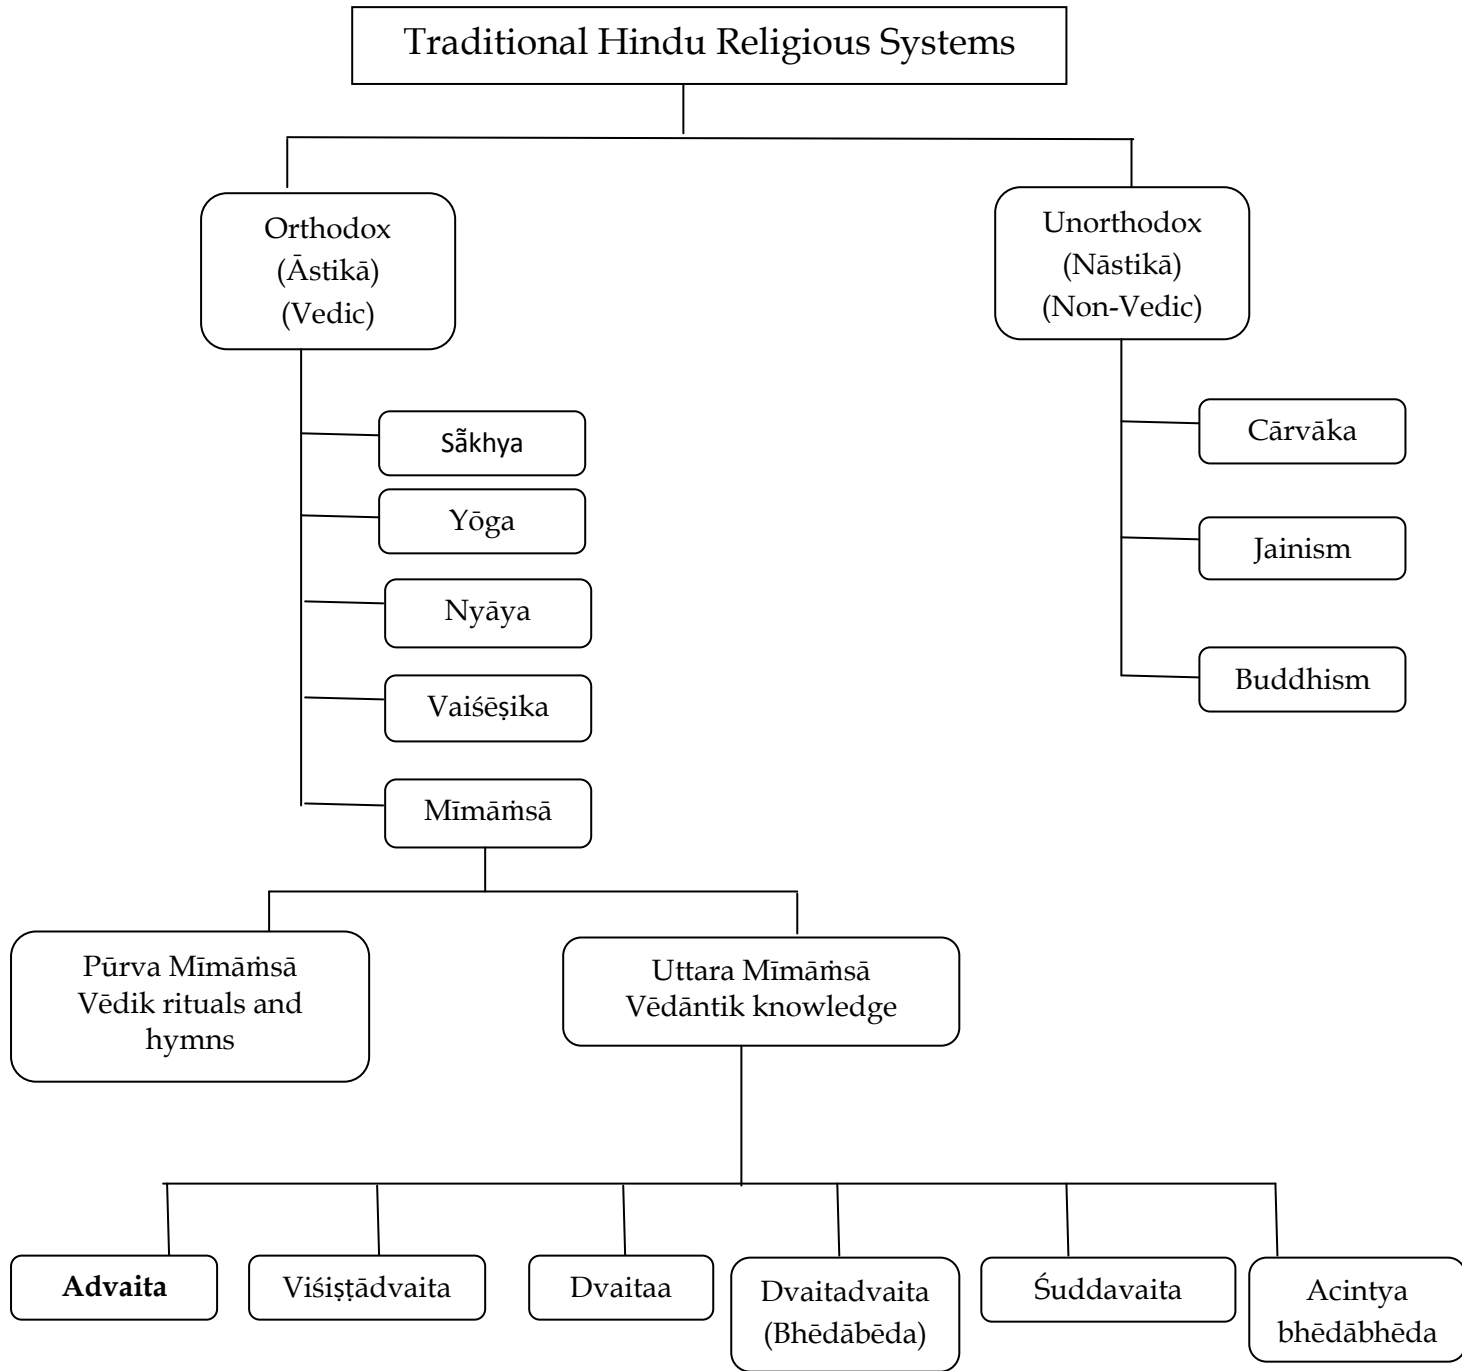 Traditional Hindu Religious Systems
Orthodox
(Āstikā)
(Vedic)
Unorthodox
(Nāstikā)
(Non-Vedic)
Sā̃khya
Yōga
Nyāya
Vaiśēṣika
Mīmāṁsā
Cārvāka
Jainism
Buddhism
Pūrva Mīmāṁsā
Vēdik rituals and
hymns
Uttara Mīmāṁsā
Vēdāntik knowledge
Advaita
Viśiṣṭādvaita
Dvaitaa
Dvaitadvaita
(Bhēdābēda)
Śuddavaita
Acintya
bhēdābhēda